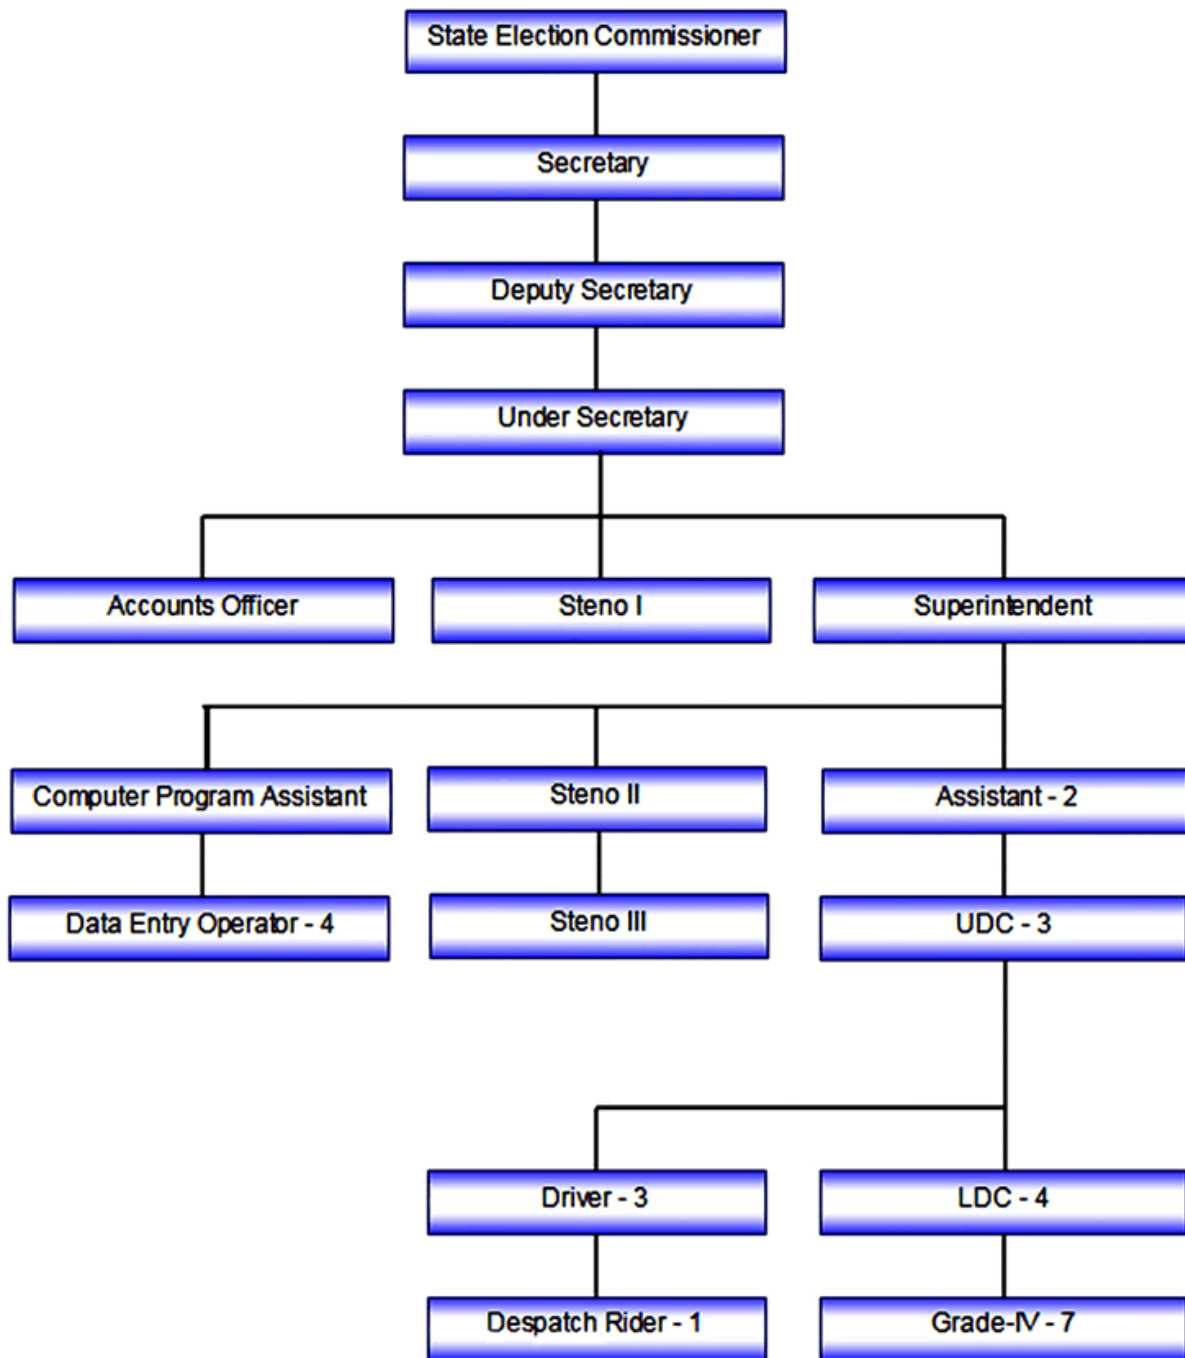 State Election Commissioner
Secretary
Deputy Secretary
Under Secretary
Accounts Officer
Steno I
Superintendent
Computer Program Assistant
Steno II
Assistant - 2
Data Entry Operator - 4
Steno III
UDC - 3
Driver - 3
LDC - 4
Despatch Rider - 1
Grade-IV - 7